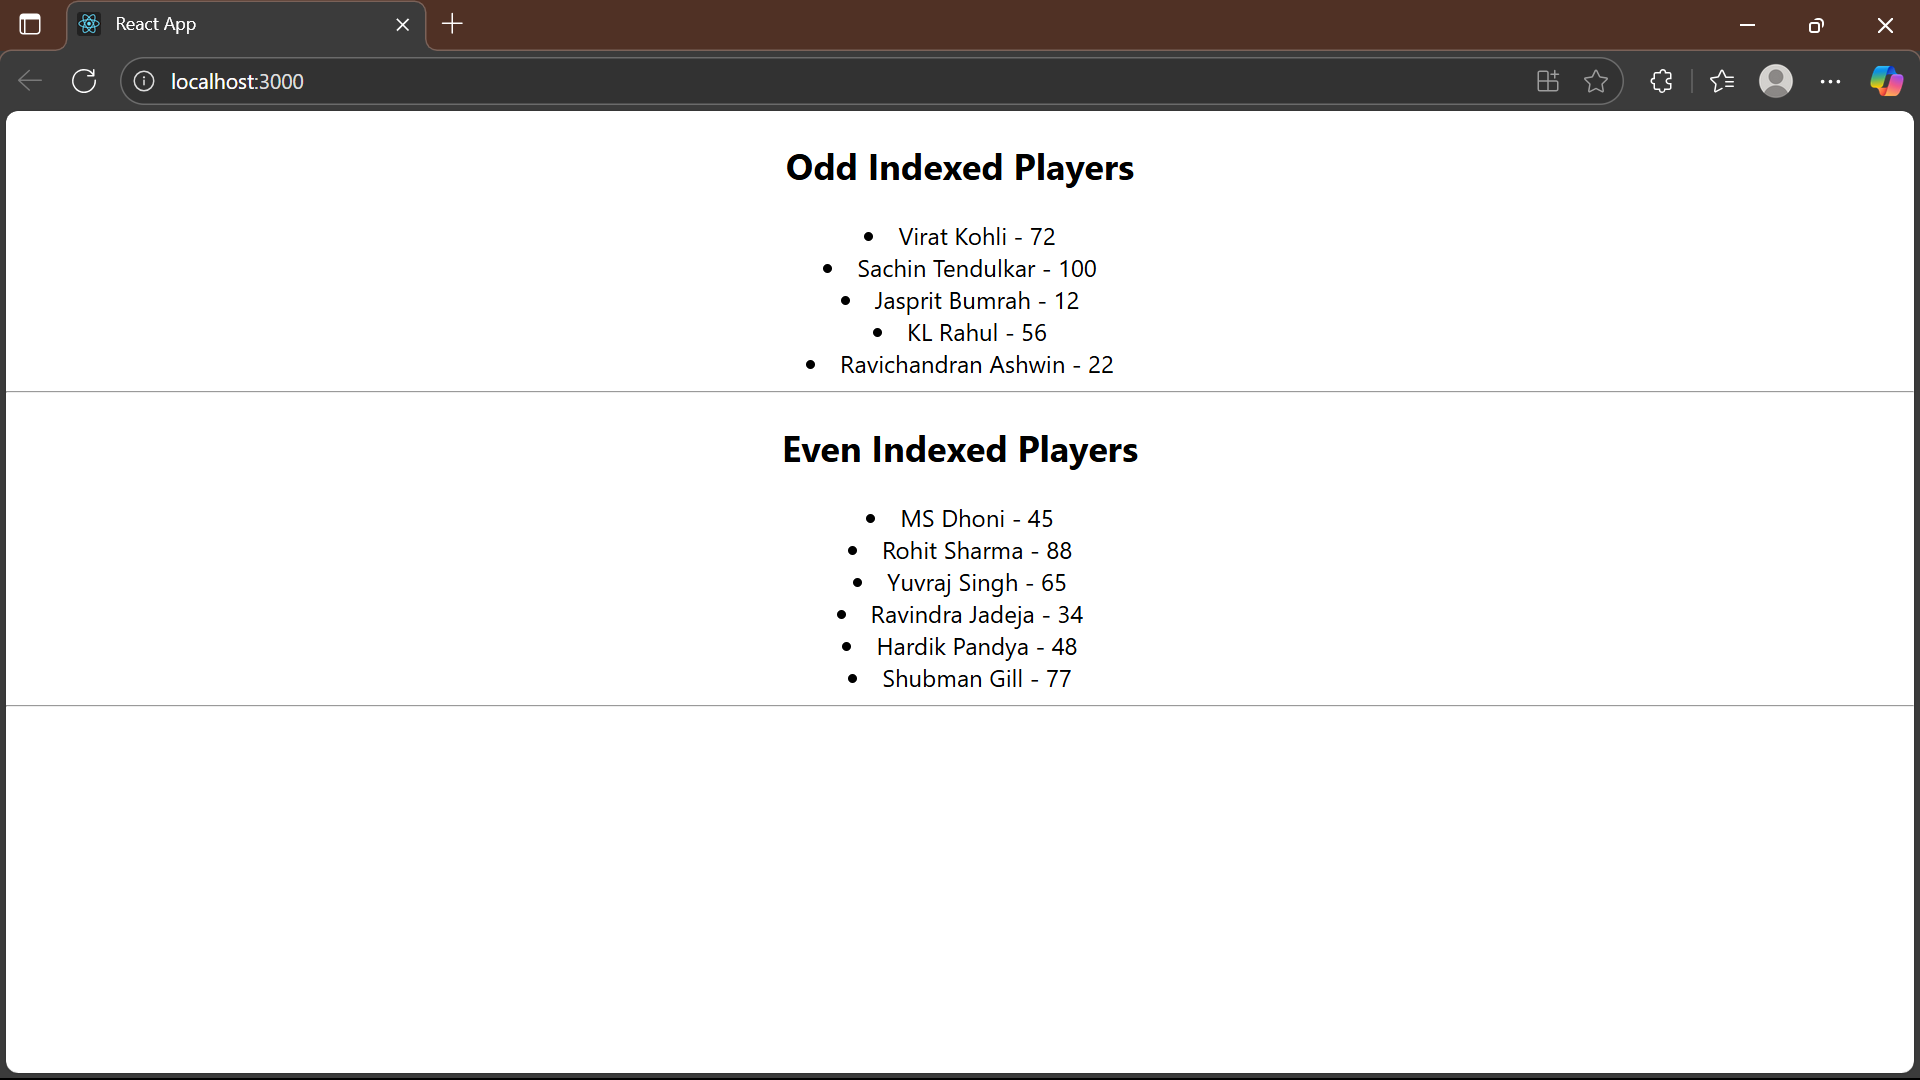 React App
localhost:3000
Odd Indexed Players
• Virat Kohli - 72
• Sachin Tendulkar - 100
• Jasprit Bumrah - 12
• KL Rahul - 56
• Ravichandran Ashwin - 22
Even Indexed Players
• MS Dhoni - 45
• Rohit Sharma - 88
• Yuvraj Singh - 65
• Ravindra Jadeja - 34
• Hardik Pandya - 48
• Shubman Gill - 77